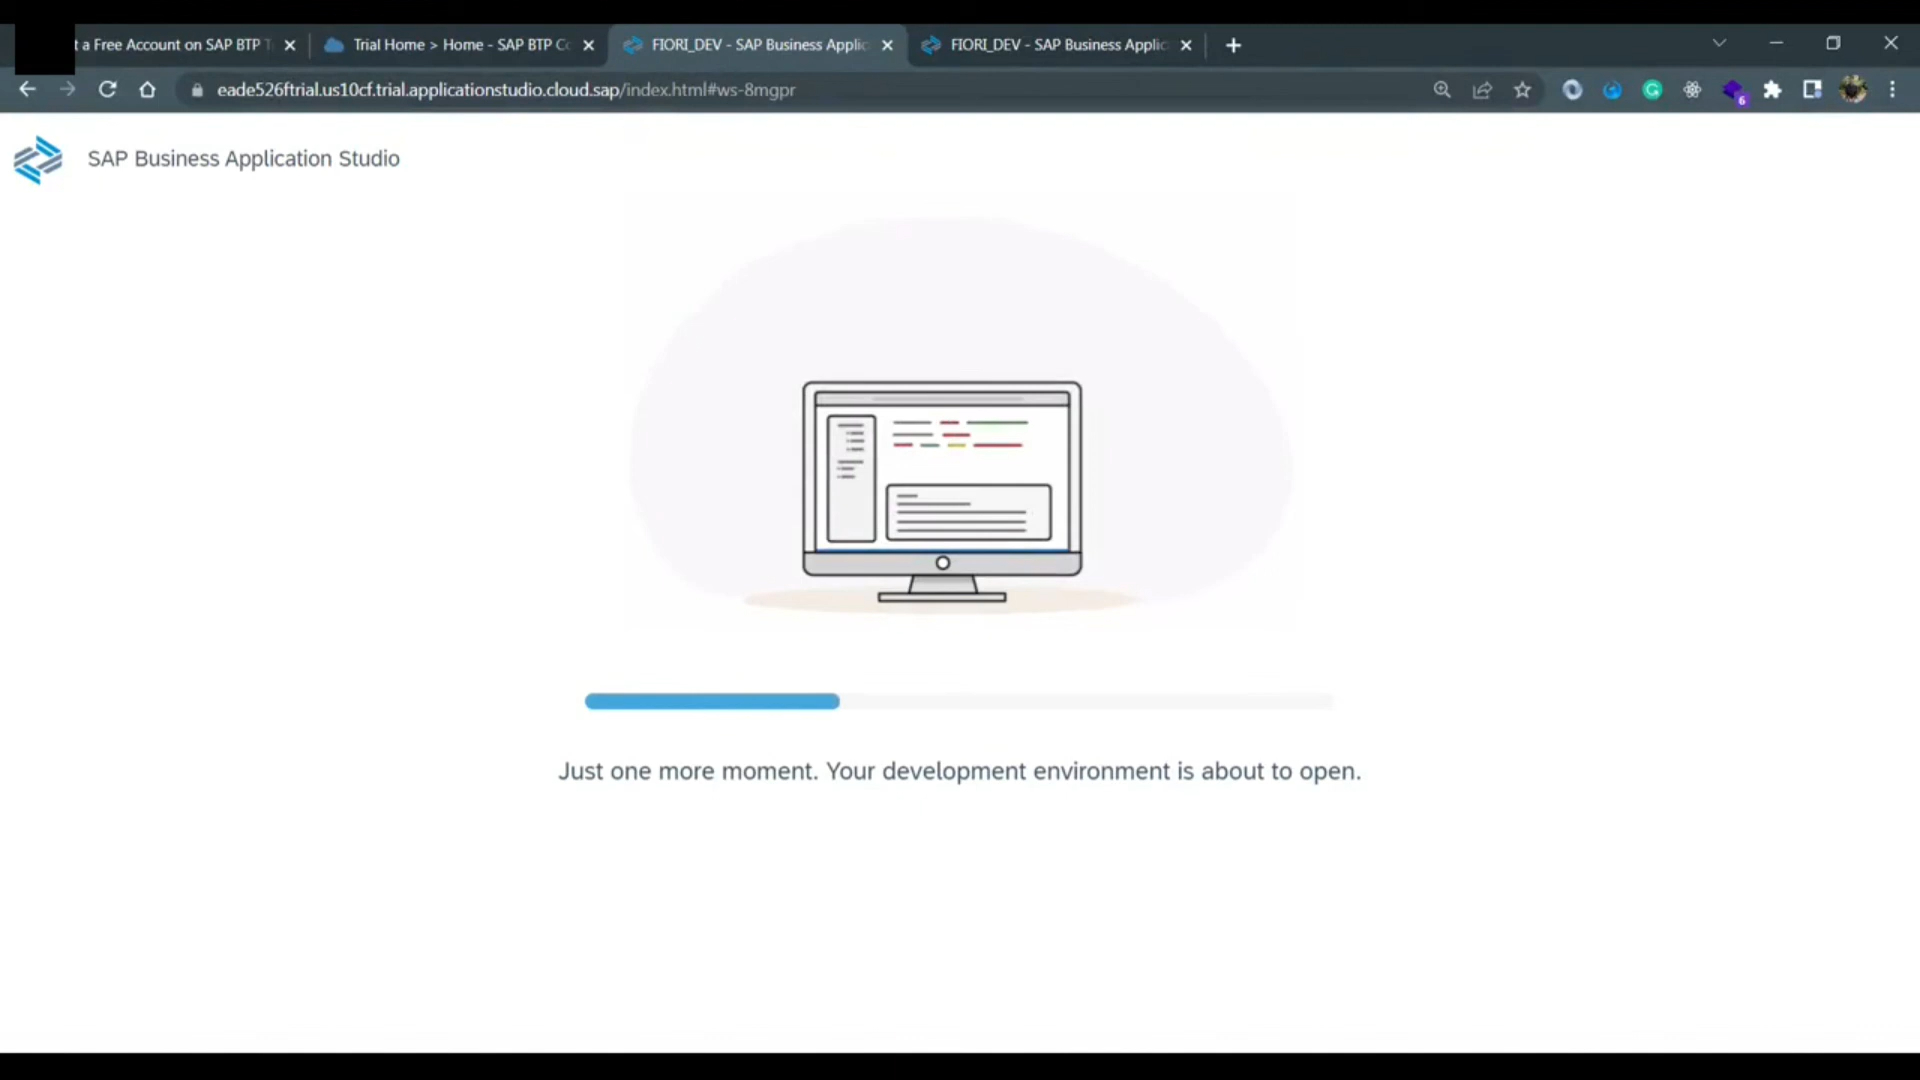 t a Free Account on SAP BTP T
Trial Home > Home - SAP BTP Co
FIORI_DEV - SAP Business Applic
FIORI_DEV - SAP Business Applic
eade526ftrial.us10cf.trial.applicationstudio.cloud.sap/index.html#ws-8mgpr
6
SAP Business Application Studio
Just one more moment. Your development environment is about to open.